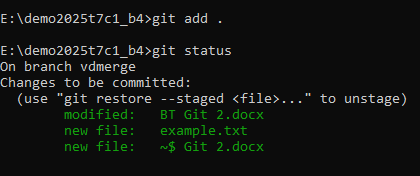 E:\demo2025t7c1_b4>git add .
E:\demo2025t7c1_b4>git status
On branch vdmerge
Changes to be committed:
  (use "git restore --staged <file>..." to unstage)
        modified:   BT Git 2.docx
        new file:   example.txt
        new file:   ~$ Git 2.docx